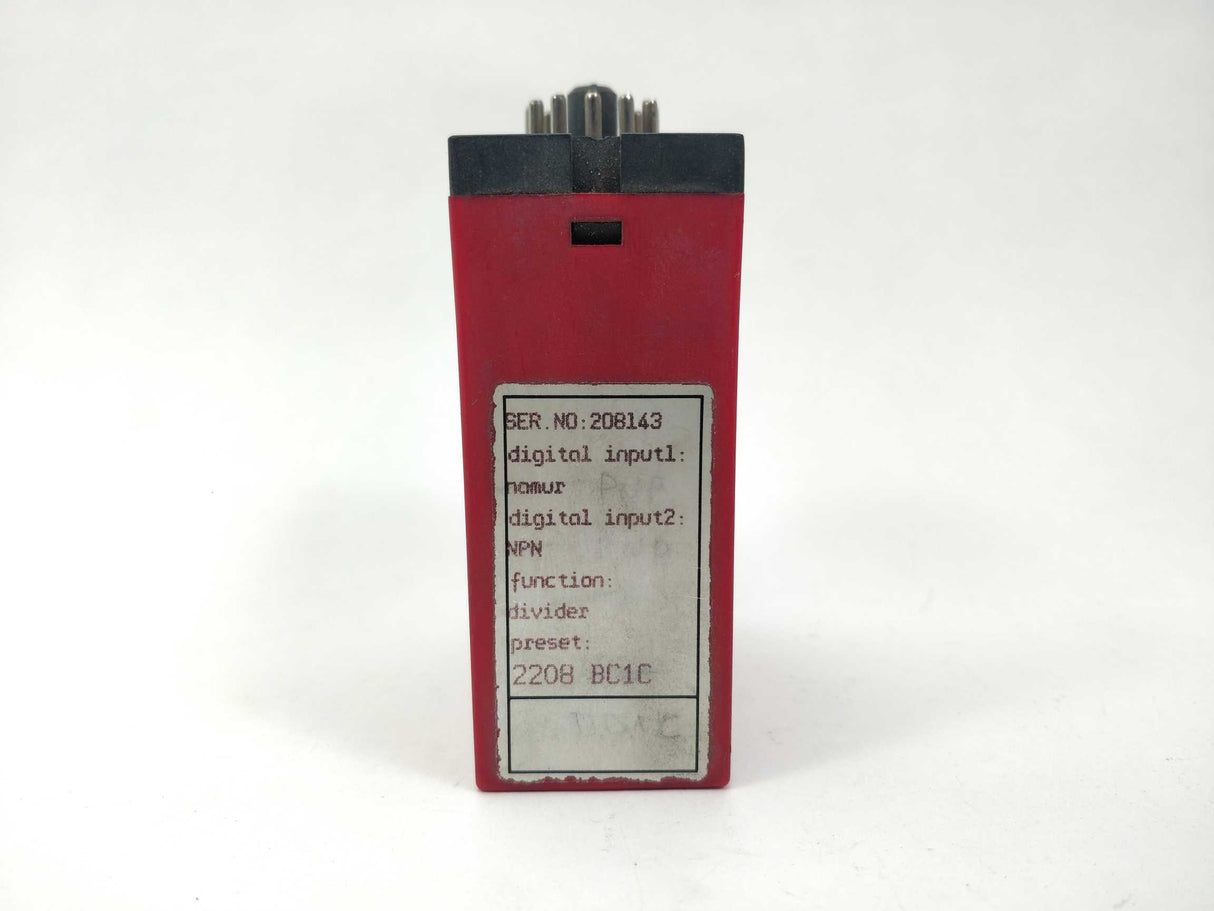 SER.NO:208143
digital input1:
namur
digital input2:
NPN
function:
divider
preset:
2208 BC1C